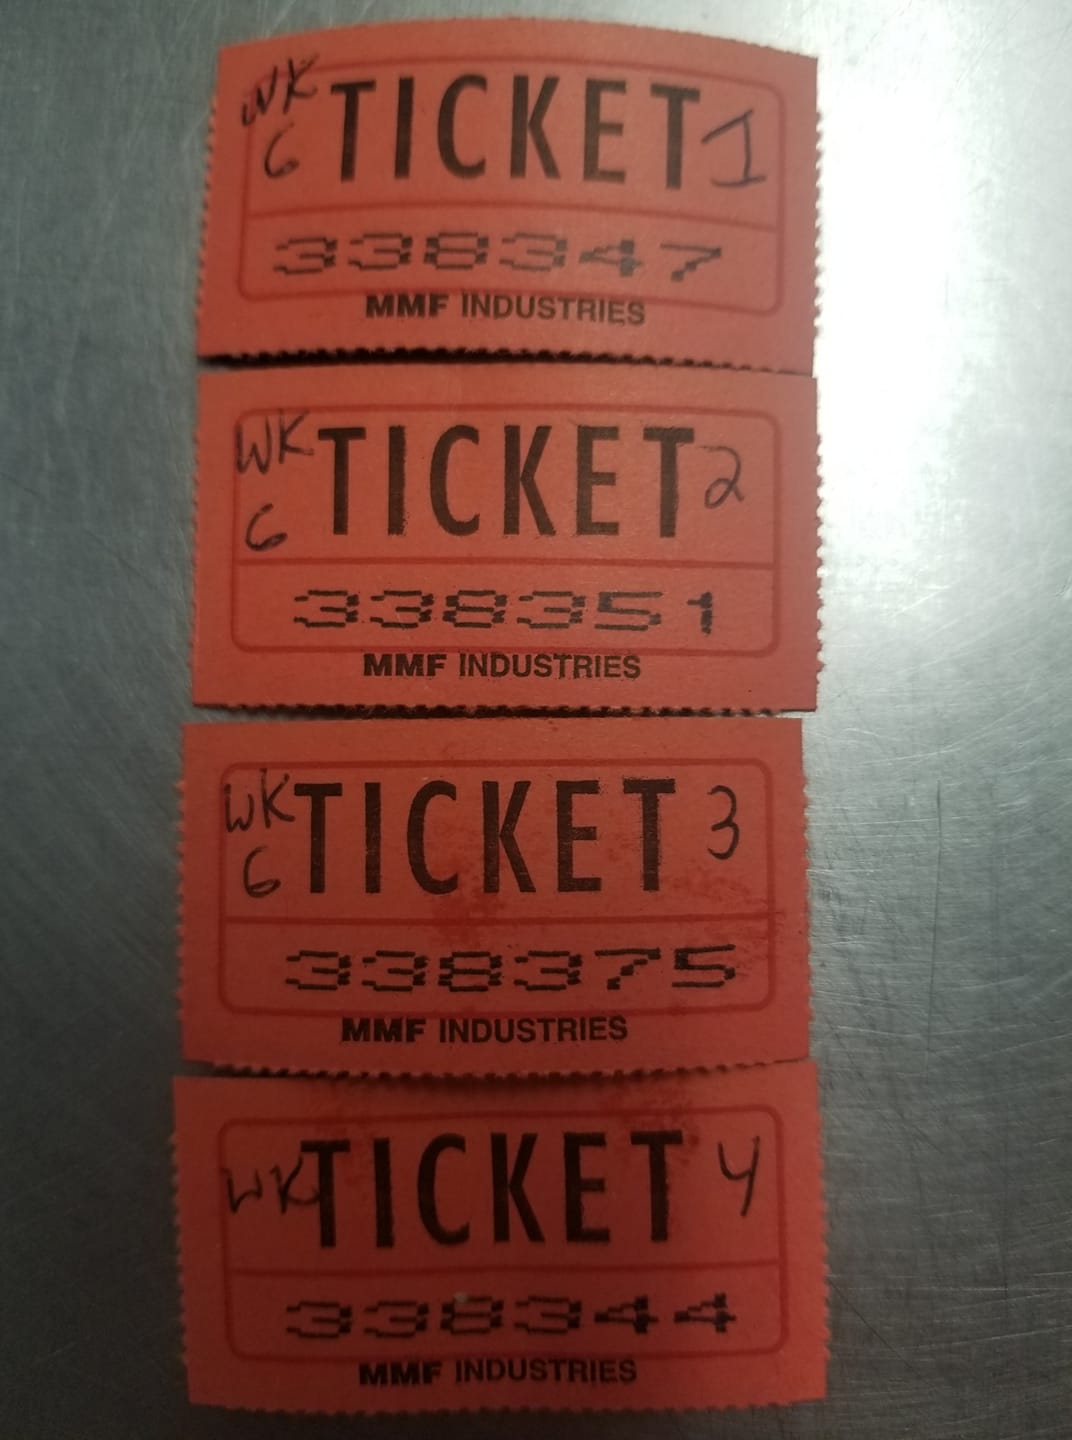 WK TICKET 1
6
338347
MMF INDUSTRIES
WK TICKET 2
6
338351
MMF INDUSTRIES
WK TICKET 3
6
338375
MMF INDUSTRIES
WK TICKET 4
338344
MMF INDUSTRIES